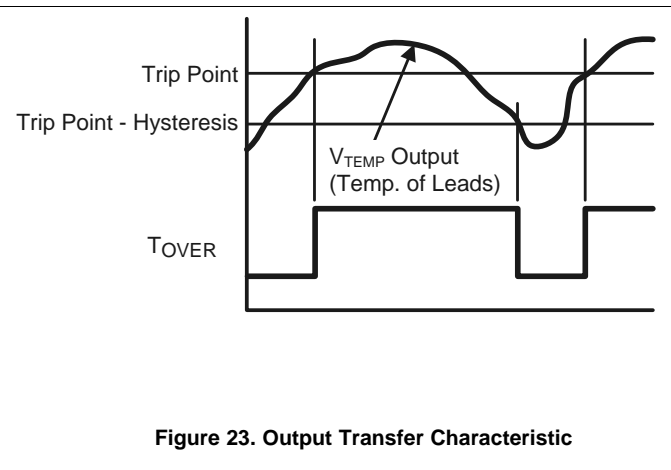 Trip Point
Trip Point - Hysteresis
VTEMP Output
(Temp. of Leads)
TOVER
Figure 23. Output Transfer Characteristic